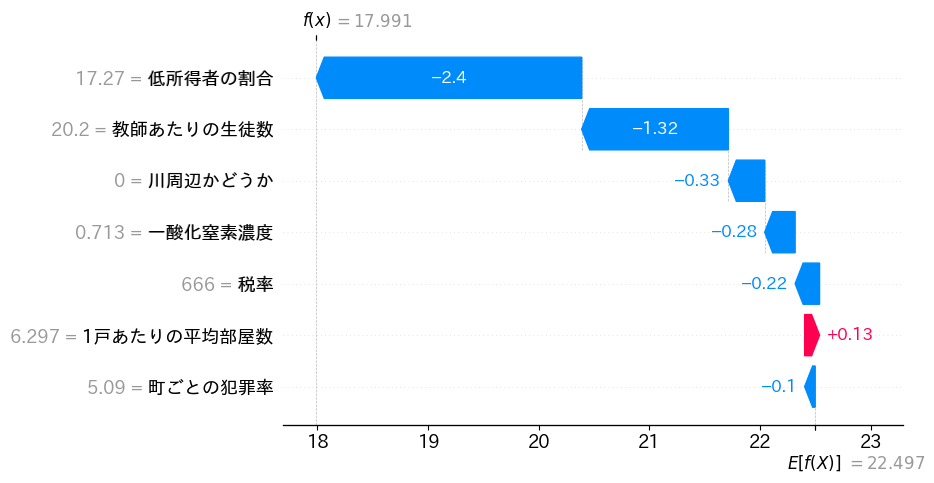 f(x) = 17.991
17.27 = 低所得者の割合
−2.4
20.2 = 教師あたりの生徒数
−1.32
0 = 川周辺かどうか
−0.33
0.713 = 一酸化窒素濃度
−0.28
666 = 税率
−0.22
6.297 = 1戸あたりの平均部屋数
+0.13
5.09 = 町ごとの犯罪率
−0.1
18 19 20 21 22 23
E[f(X)] = 22.497